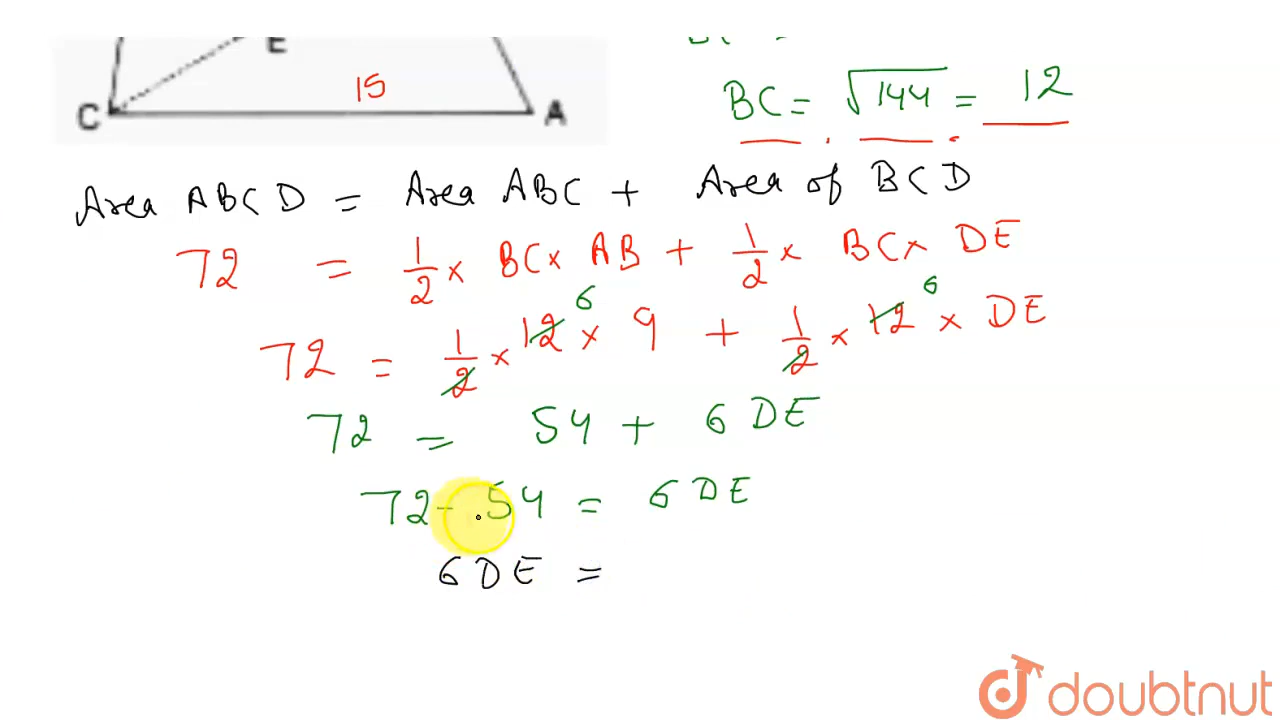 E
15
C A
BC = √144 = 12
Area ABCD = Area ABC + Area of BCD
72 = 1/2 × BC × AB + 1/2 × BC × DE
6 6
72 = 1/2 × 12 × 9 + 1/2 × 12 × DE
72 = 54 + 6 DE
72 - 54 = 6 DE
6 DE =
doubtnut